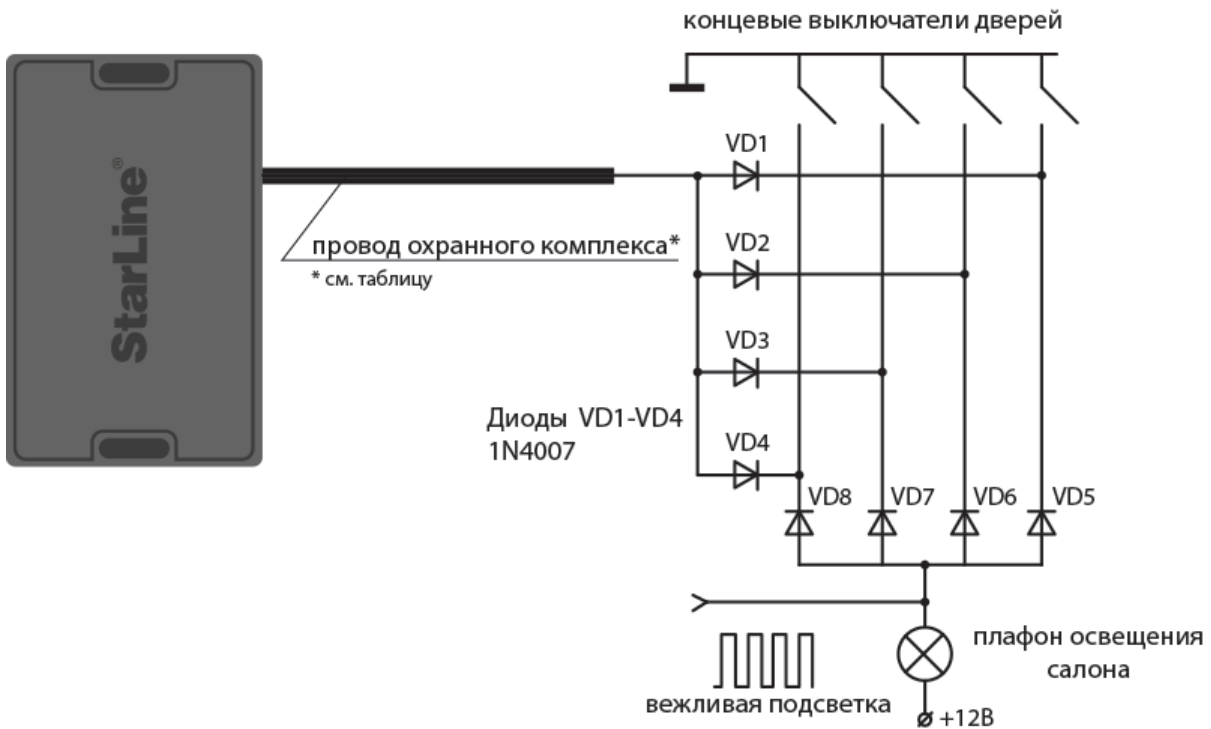 концевые выключатели дверей
StarLine®
VD1
провод охранного комплекса*
* см. таблицу
VD2
VD3
Диоды VD1-VD4
1N4007
VD4
VD8
VD7
VD6
VD5
плафон освещения
салона
вежливая подсветка
+12В